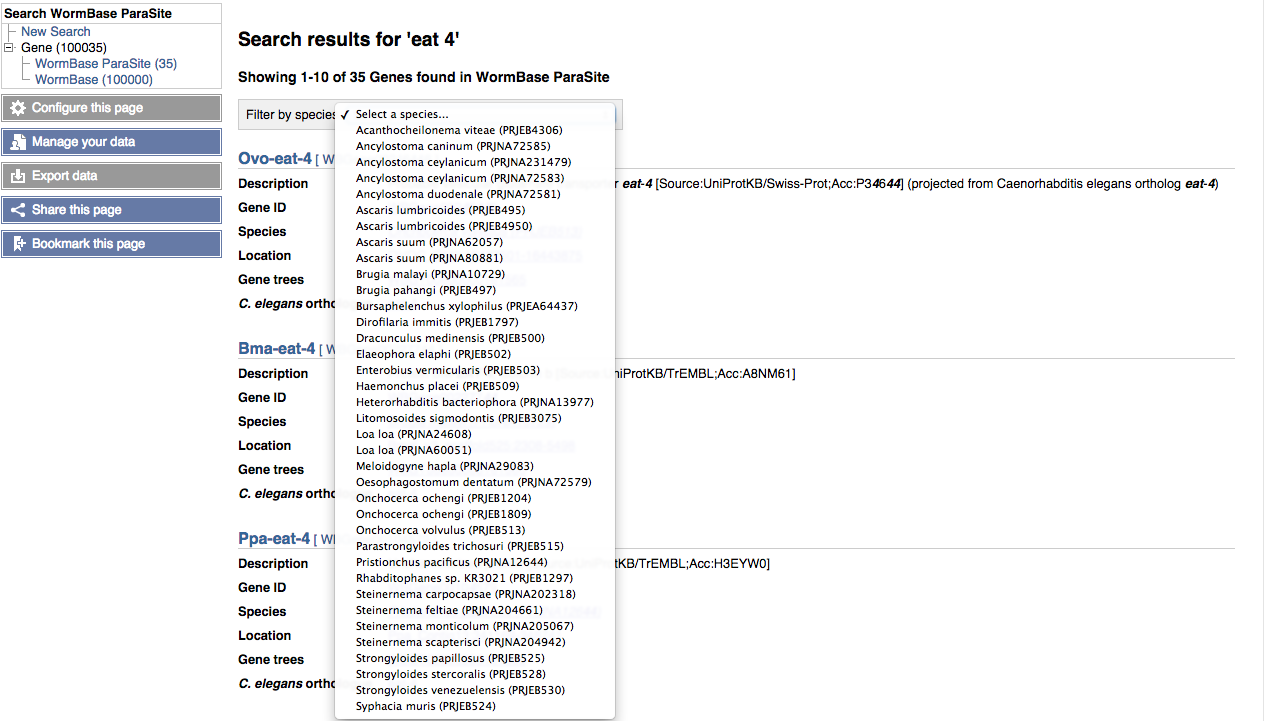 Search WormBase ParaSite
New Search
Gene (100035)
WormBase ParaSite (35)
WormBase (100000)
Configure this page
Manage your data
Export data
Share this page
Bookmark this page
Search results for 'eat 4'
Showing 1-10 of 35 Genes found in WormBase ParaSite
Filter by species
✓ Select a species...
Acanthocheilonema viteae (PRJEB4306)
Ancylostoma caninum (PRJNA72585)
Ancylostoma ceylanicum (PRJNA231479)
Ancylostoma ceylanicum (PRJNA72583)
Ancylostoma duodenale (PRJNA72581)
Ascaris lumbricoides (PRJEB495)
Ascaris lumbricoides (PRJEB4950)
Ascaris suum (PRJNA62057)
Ascaris suum (PRJNA80881)
Brugia malayi (PRJNA10729)
Brugia pahangi (PRJEB497)
Bursaphelenchus xylophilus (PRJEA64437)
Dirofilaria immitis (PRJEB1797)
Dracunculus medinensis (PRJEB500)
Elaeophora elaphi (PRJEB502)
Enterobius vermicularis (PRJEB503)
Haemonchus placei (PRJEB509)
Heterorhabditis bacteriophora (PRJNA13977)
Litomosoides sigmodontis (PRJEB3075)
Loa loa (PRJNA24608)
Loa loa (PRJNA60051)
Meloidogyne hapla (PRJNA29083)
Oesophagostomum dentatum (PRJNA72579)
Onchocerca ochengi (PRJEB1204)
Onchocerca ochengi (PRJEB1809)
Onchocerca volvulus (PRJEB513)
Parastrongyloides trichosuri (PRJEB515)
Pristionchus pacificus (PRJNA12644)
Rhabditophanes sp. KR3021 (PRJEB1297)
Steinernema carpocapsae (PRJNA202318)
Steinernema feltiae (PRJNA204661)
Steinernema monticolum (PRJNA205067)
Steinernema scapterisci (PRJNA204942)
Strongyloides papillosus (PRJEB525)
Strongyloides stercoralis (PRJEB528)
Strongyloides venezuelensis (PRJEB530)
Syphacia muris (PRJEB524)
Ovo-eat-4 [ W
Description eat-4 [Source:UniProtKB/Swiss-Prot;Acc:P34644] (projected from Caenorhabditis elegans ortholog eat-4)
Gene ID
Species
Location
Gene trees
C. elegans ortho
Bma-eat-4 [ W
Description UniProtKB/TrEMBL;Acc:A8NM61]
Gene ID
Species
Location
Gene trees
C. elegans ortho
Ppa-eat-4 [ W
Description tKB/TrEMBL;Acc:H3EYW0]
Gene ID
Species
Location
Gene trees
C. elegans ortho